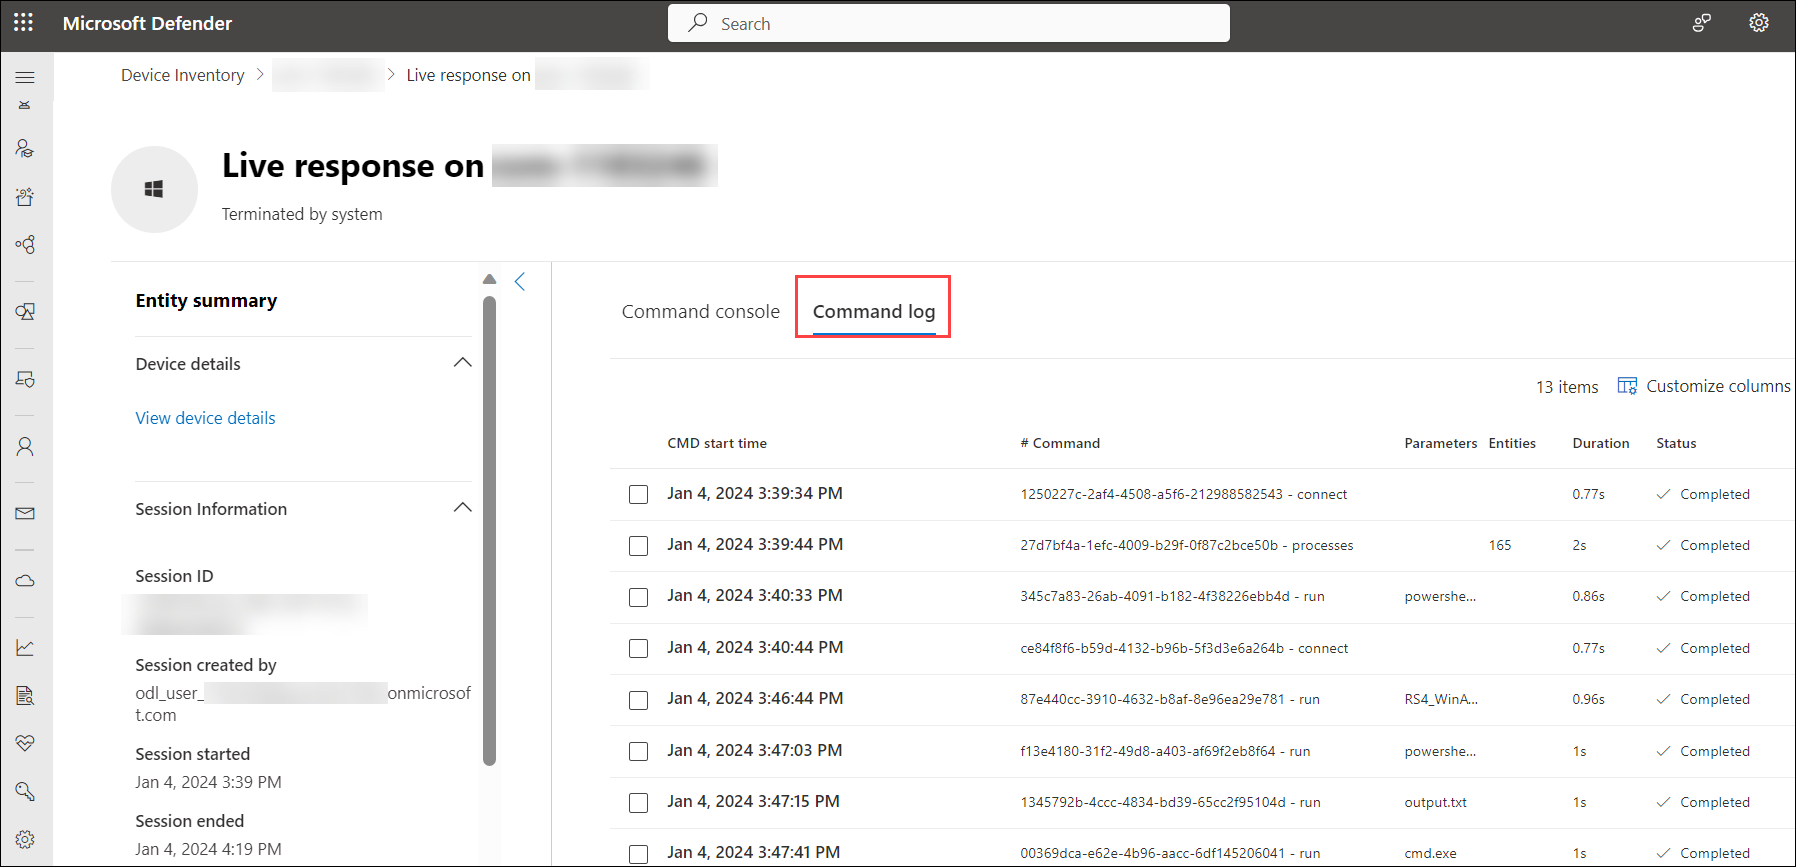 Microsoft Defender
Search
Device Inventory
Live response on
Live response on
Terminated by system
Entity summary
Device details
View device details
Session Information
Session ID
Session created by
odl_user_ onmicrosof
t.com
Session started
Jan 4, 2024 3:39 PM
Session ended
Jan 4, 2024 4:19 PM
Command console Command log
13 items Customize columns
CMD start time # Command Parameters Entities Duration Status
Jan 4, 2024 3:39:34 PM 1250227c-2af4-4508-a5f6-212988582543 - connect 0.77s Completed
Jan 4, 2024 3:39:44 PM 27d7bf4a-1efc-4009-b29f-0f87c2bce50b - processes 165 2s Completed
Jan 4, 2024 3:40:33 PM 345c7a83-26ab-4091-b182-4f38226ebb4d - run powershe... 0.86s Completed
Jan 4, 2024 3:40:44 PM ce84f8f6-b59d-4132-b96b-5f3d3e6a264b - connect 0.77s Completed
Jan 4, 2024 3:46:44 PM 87e440cc-3910-4632-b8af-8e96ea29e781 - run RS4_WinA... 0.96s Completed
Jan 4, 2024 3:47:03 PM f13e4180-31f2-49d8-a403-af69f2eb8f64 - run powershe... 1s Completed
Jan 4, 2024 3:47:15 PM 1345792b-4ccc-4834-bd39-65cc2f95104d - run output.txt 1s Completed
Jan 4, 2024 3:47:41 PM 00369dca-e62e-4b96-aacc-6df145206041 - run cmd.exe 1s Completed